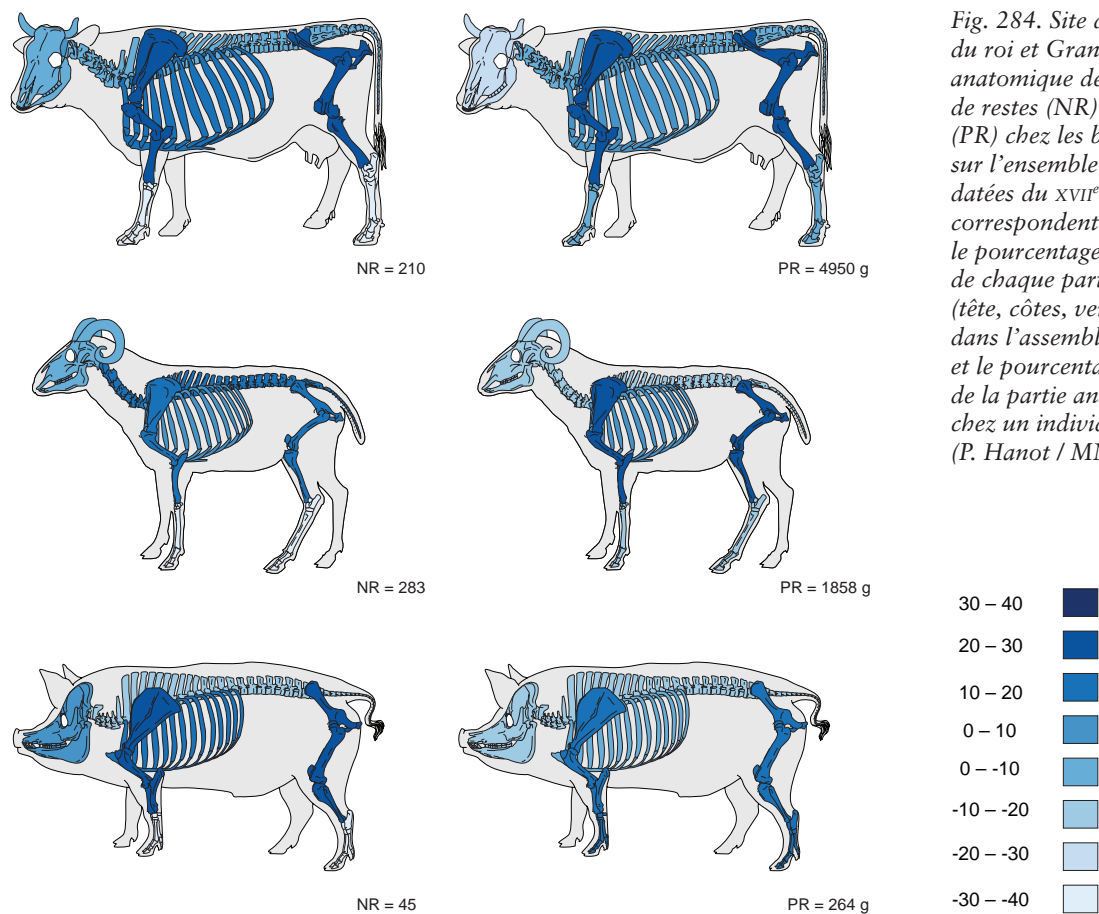 Fig. 284. Site
du roi et Gran
anatomique de
de restes (NR)
(PR) chez les b
sur l'ensemble
datées du XVIIe
correspondent
le pourcentage
de chaque part
(tête, côtes, ver
dans l'assembl
et le pourcenta
de la partie an
chez un individ
(P. Hanot / MN
NR = 210
PR = 4950 g
NR = 283
PR = 1858 g
NR = 45
PR = 264 g
30 – 40
20 – 30
10 – 20
0 – 10
0 – -10
-10 – -20
-20 – -30
-30 – -40